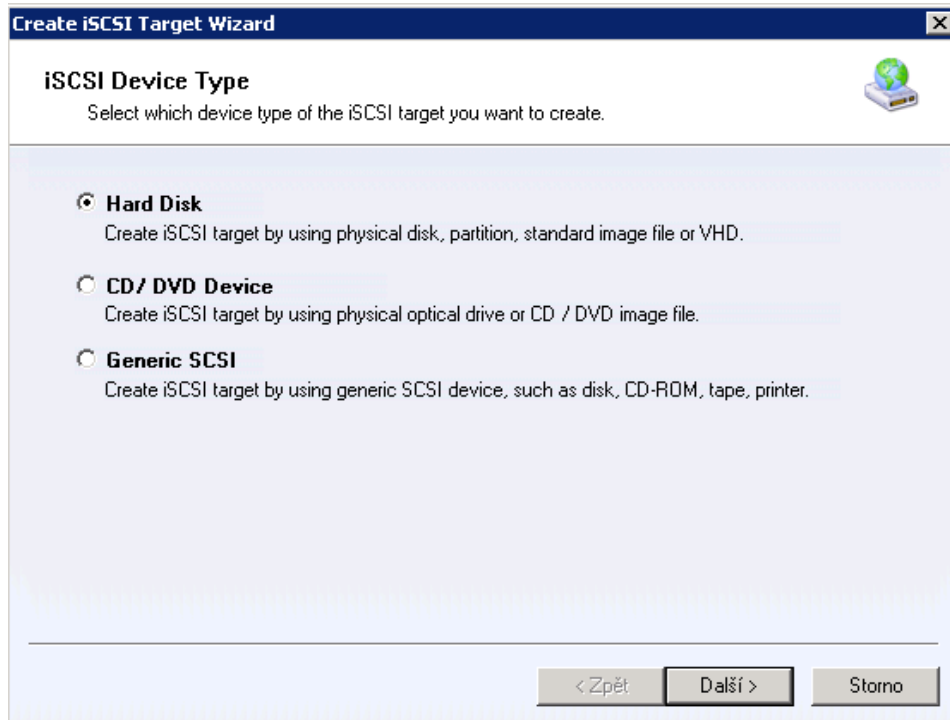 Create iSCSI Target Wizard
iSCSI Device Type
Select which device type of the iSCSI target you want to create.
Hard Disk
Create iSCSI target by using physical disk, partition, standard image file or VHD.
CD/ DVD Device
Create iSCSI target by using physical optical drive or CD / DVD image file.
Generic SCSI
Create iSCSI target by using generic SCSI device, such as disk, CD-ROM, tape, printer.
< Zpět Další > Storno